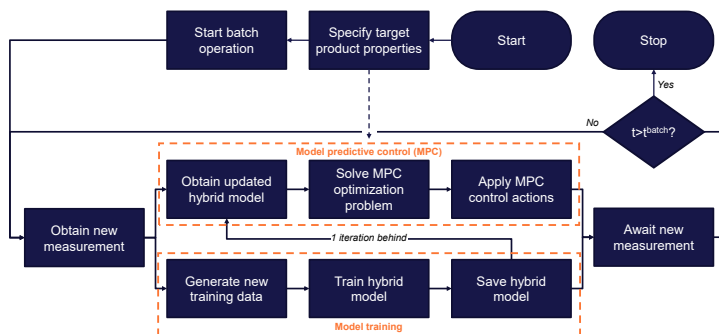 Start batch
operation
Specify target
product properties
Start
Stop
Yes
No
t>t^batch?
Model predictive control (MPC)
Obtain updated
hybrid model
Solve MPC
optimization
problem
Apply MPC
control actions
Obtain new
measurement
1 iteration behind
Await new
measurement
Generate new
training data
Train hybrid
model
Save hybrid
model
Model training